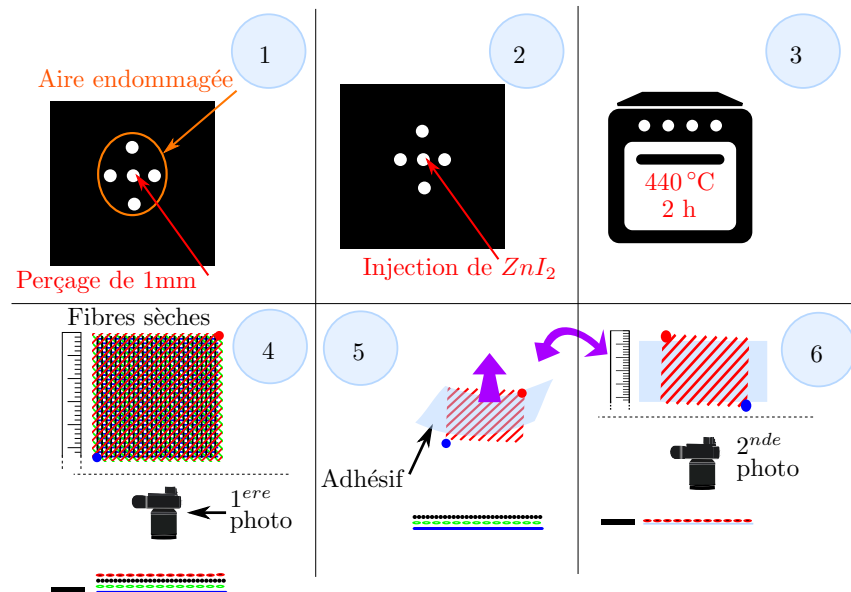 1
Aire endommagée
Perçage de 1mm
2
Injection de ZnI₂
3
440 °C
2 h
Fibres sèches
4
1ere
photo
5
Adhésif
6
2nde
photo